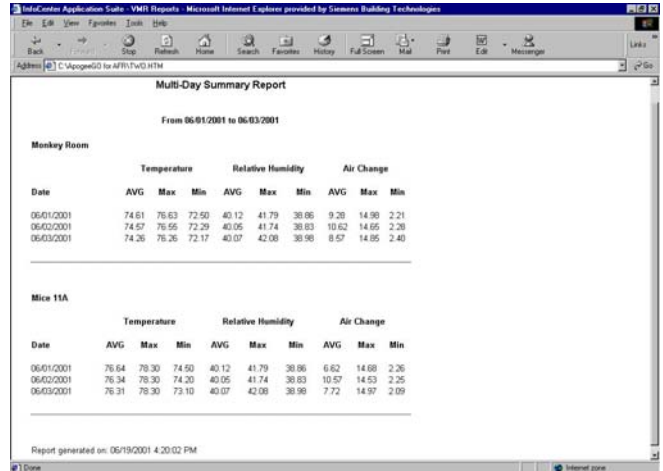 InfoCenter Application Suite - VMR Reports - Microsoft Internet Explorer provided by Siemens Building Technologies
File Edit View Favorites Tools Help
Back Forward Stop Refresh Home Search Favorites History Full Screen Mail Print Edit Messenger Links
Address C:\ApogeeGO for AFR\TWO.HTM Go
Multi-Day Summary Report
From 06/01/2001 to 06/03/2001
Monkey Room
Temperature Relative Humidity Air Change
Date AVG Max Min AVG Max Min AVG Max Min
06/01/2001 74.61 76.63 72.50 40.12 41.79 38.86 9.28 14.98 2.21
06/02/2001 74.57 76.55 72.29 40.05 41.74 38.83 10.62 14.65 2.28
06/03/2001 74.26 76.26 72.17 40.07 42.08 38.98 8.57 14.85 2.40
Mice 11A
Temperature Relative Humidity Air Change
Date AVG Max Min AVG Max Min AVG Max Min
06/01/2001 76.64 78.30 74.50 40.12 41.79 38.86 6.62 14.68 2.26
06/02/2001 76.34 78.30 74.20 40.05 41.74 38.83 10.57 14.53 2.25
06/03/2001 76.31 78.30 73.10 40.07 42.08 38.98 7.72 14.97 2.09
Report generated on: 06/19/2001 4:20:02 PM
Done Internet zone